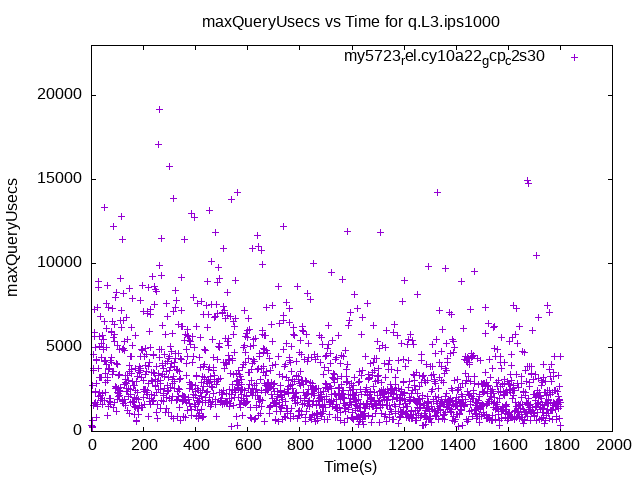 maxQueryUsecs vs Time for q.L3.ips1000
my5723rel.cy10a22gcpc2s30
20000
15000
10000
5000
0
maxQueryUsecs
0 200 400 600 800 1000 1200 1400 1600 1800 2000
Time(s)